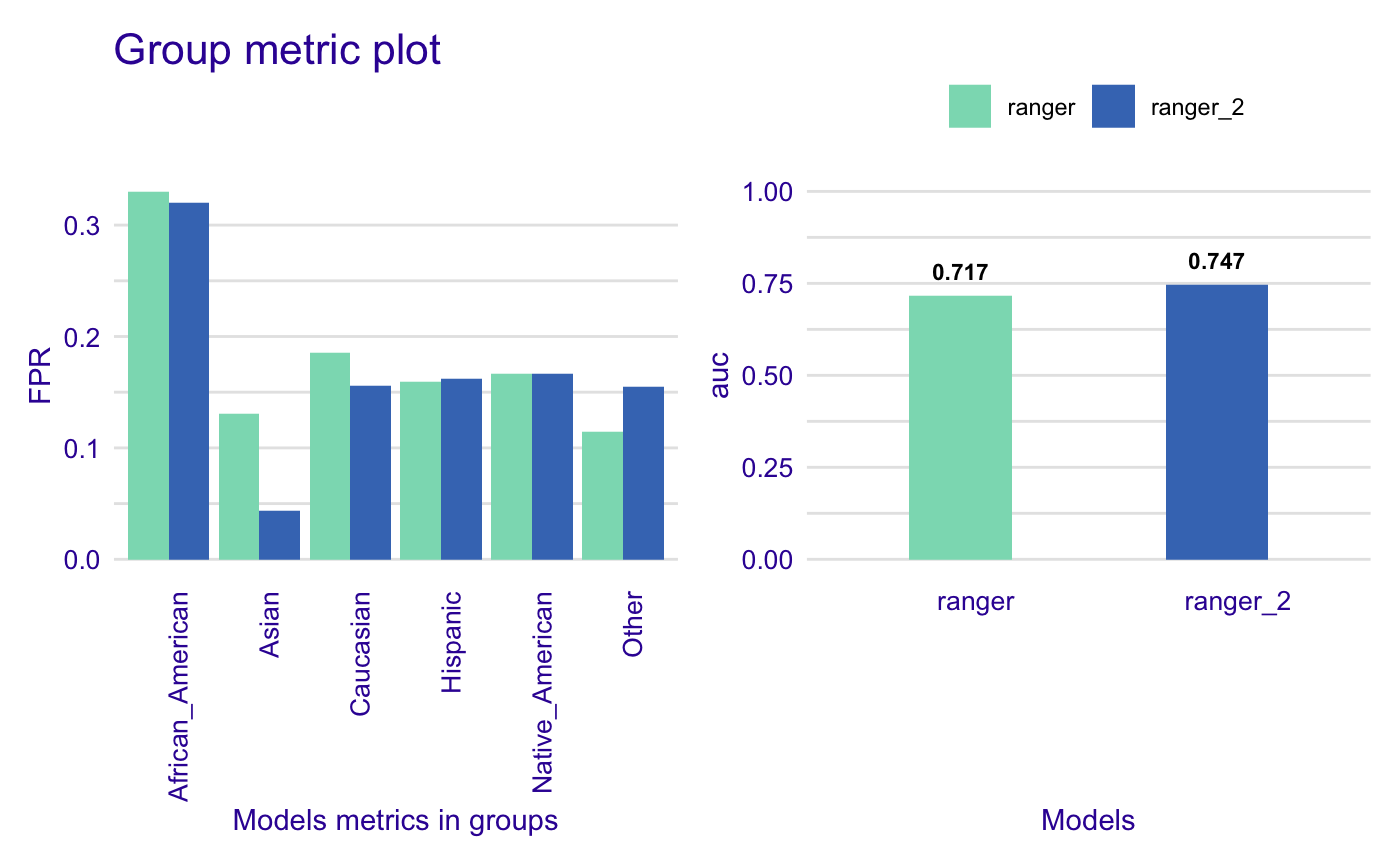 Group metric plot
ranger
ranger_2
FPR
0.3
0.2
0.1
0.0
African_American
Asian
Caucasian
Hispanic
Native_American
Other
Models metrics in groups
auc
1.00
0.75
0.50
0.25
0.00
0.717
0.747
ranger
ranger_2
Models